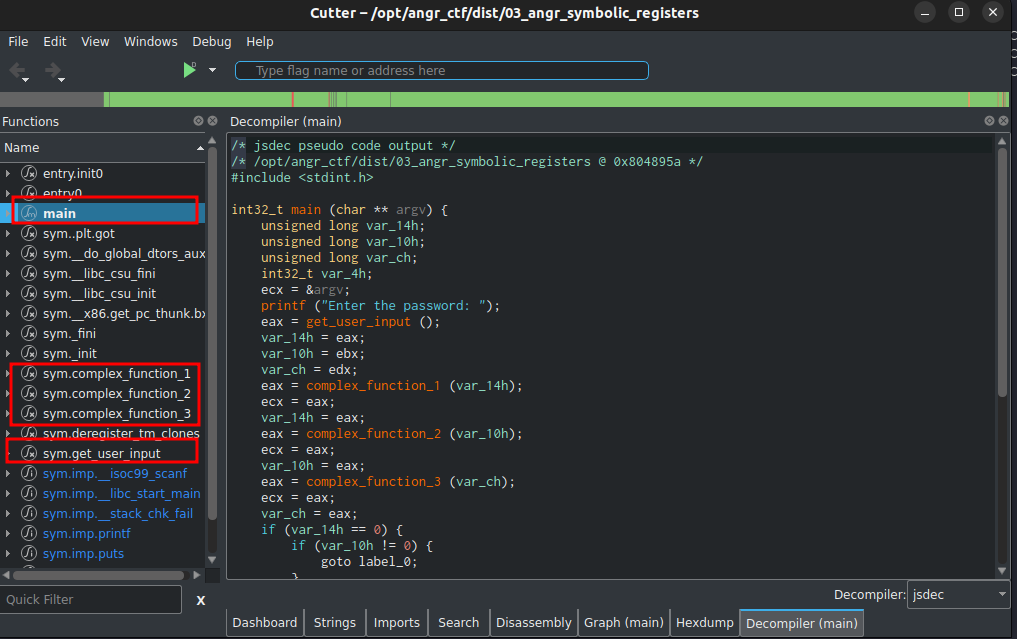 Cutter – /opt/angr_ctf/dist/03_angr_symbolic_registers
File Edit View Windows Debug Help
Type flag name or address here
Functions
Name
entry.init0
entry0
main
sym..plt.got
sym.__do_global_dtors_aux
sym.__libc_csu_fini
sym.__libc_csu_init
sym.__x86.get_pc_thunk.bx
sym._fini
sym._init
sym.complex_function_1
sym.complex_function_2
sym.complex_function_3
sym.deregister_tm_clones
sym.get_user_input
sym.imp.__isoc99_scanf
sym.imp.__libc_start_main
sym.imp.__stack_chk_fail
sym.imp.printf
sym.imp.puts
Quick Filter X
Decompiler (main)
/* jsdec pseudo code output */
/* /opt/angr_ctf/dist/03_angr_symbolic_registers @ 0x804895a */
#include <stdint.h>
int32_t main (char ** argv) {
unsigned long var_14h;
unsigned long var_10h;
unsigned long var_ch;
int32_t var_4h;
ecx = &argv;
printf ("Enter the password: ");
eax = get_user_input ();
var_14h = eax;
var_10h = ebx;
var_ch = edx;
eax = complex_function_1 (var_14h);
ecx = eax;
var_14h = eax;
eax = complex_function_2 (var_10h);
ecx = eax;
var_10h = eax;
eax = complex_function_3 (var_ch);
ecx = eax;
var_ch = eax;
if (var_14h == 0) {
if (var_10h != 0) {
goto label_0;
}
Decompiler: jsdec
Dashboard Strings Imports Search Disassembly Graph (main) Hexdump Decompiler (main)